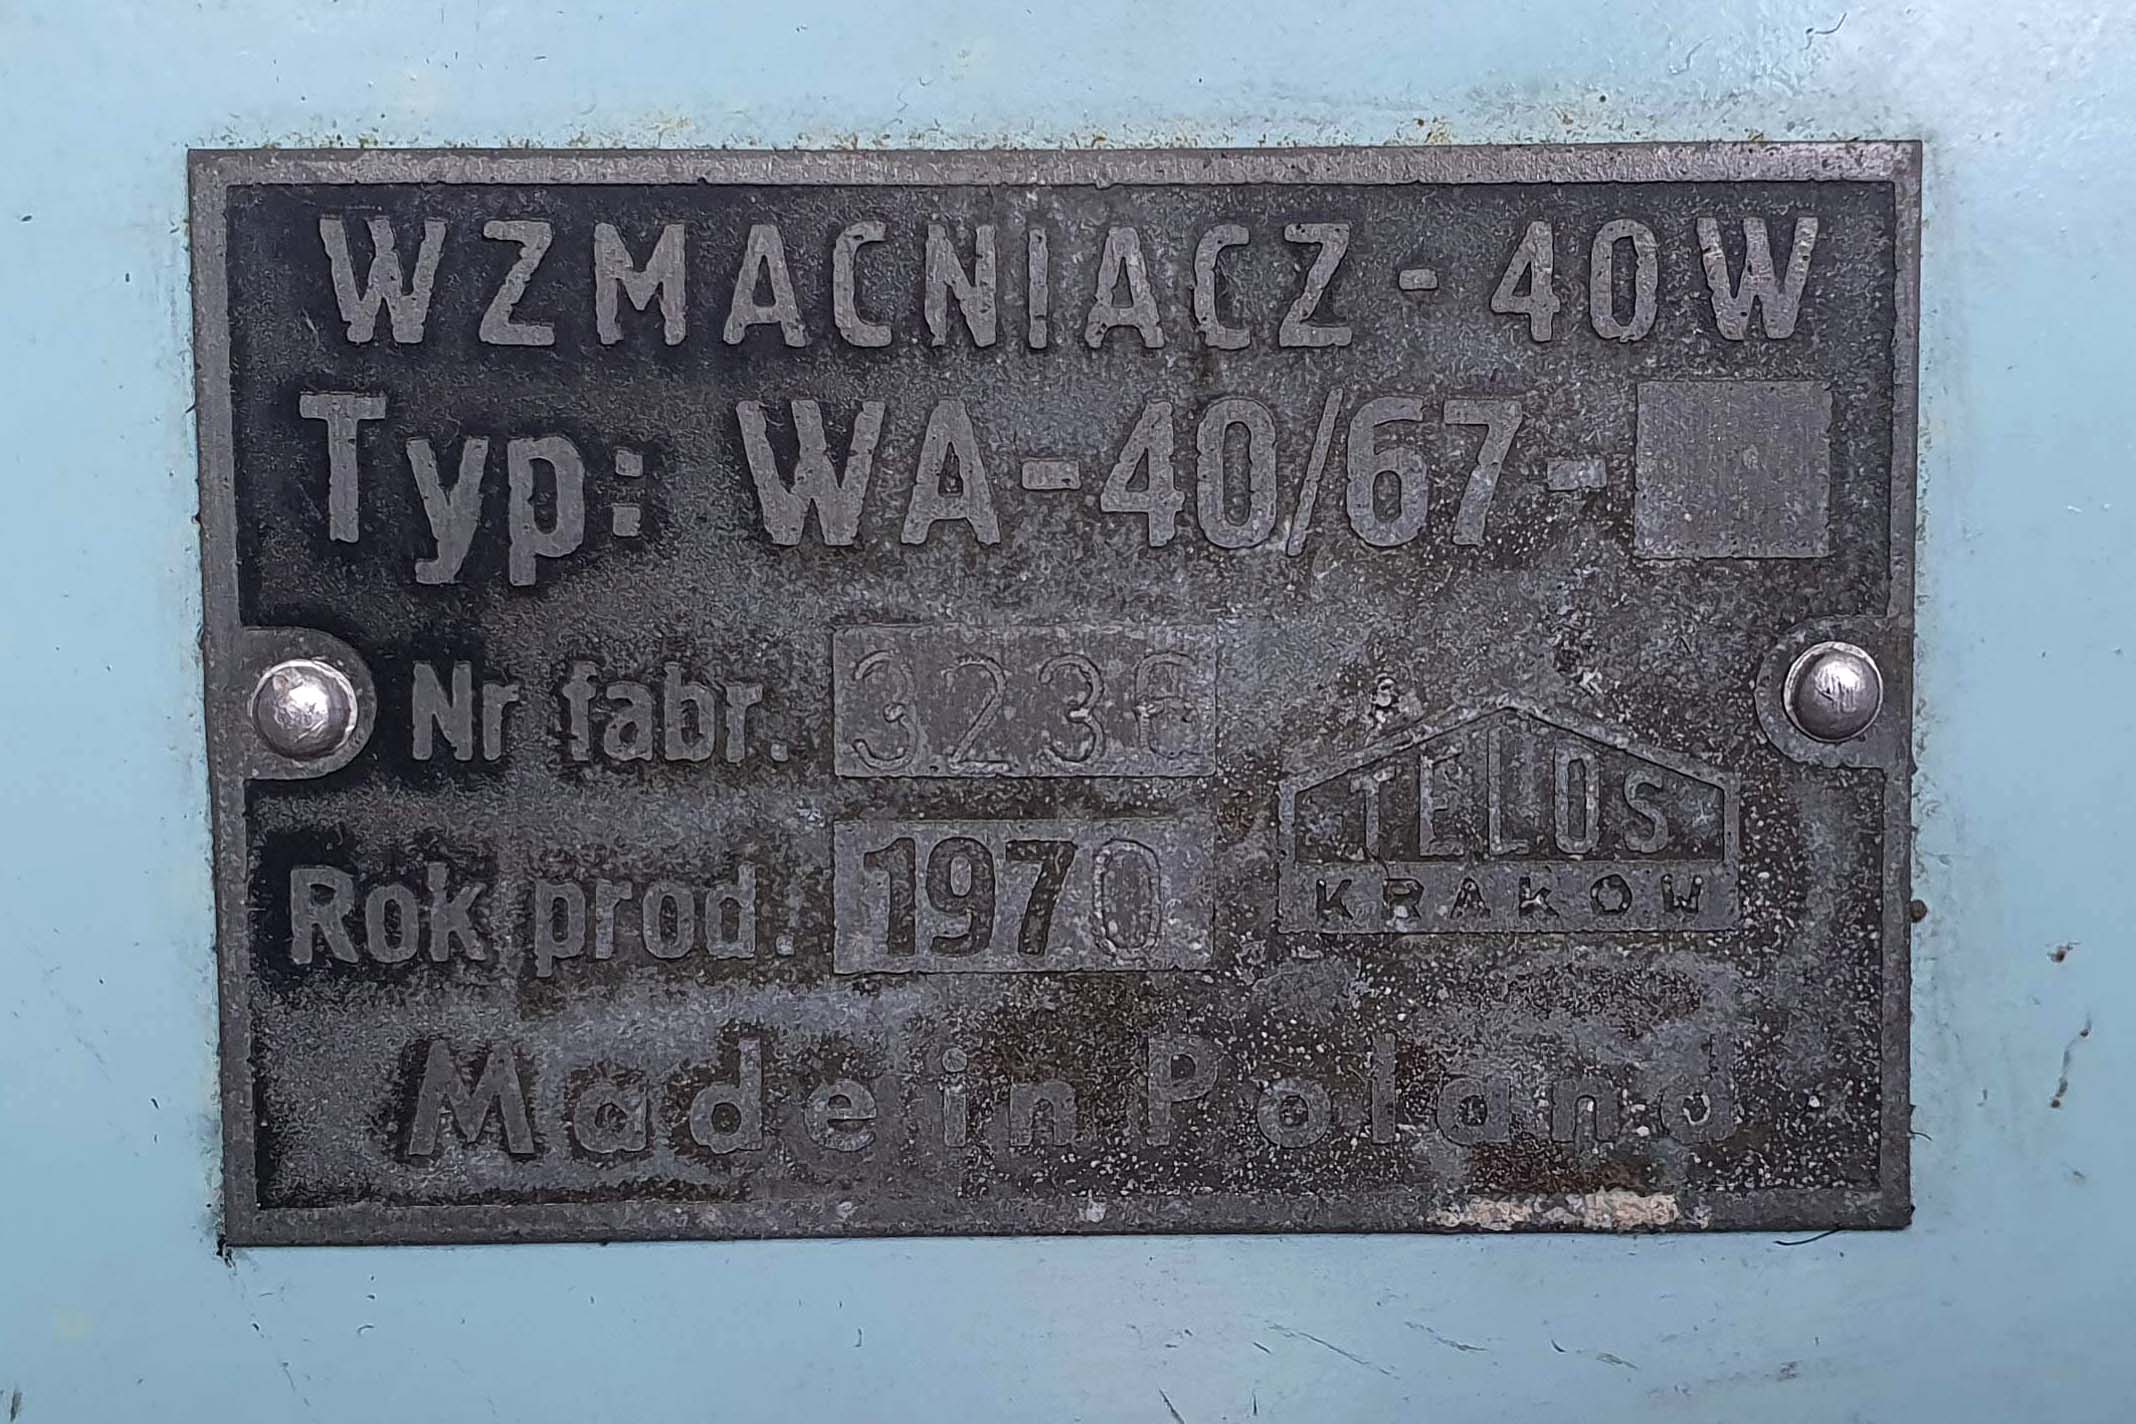 WZMACNIACZ - 40W
Typ: WA-40/67-
Nr fabr. 3236
Rok prod. 1970
TELOS
KRAKÓW
Made in Poland